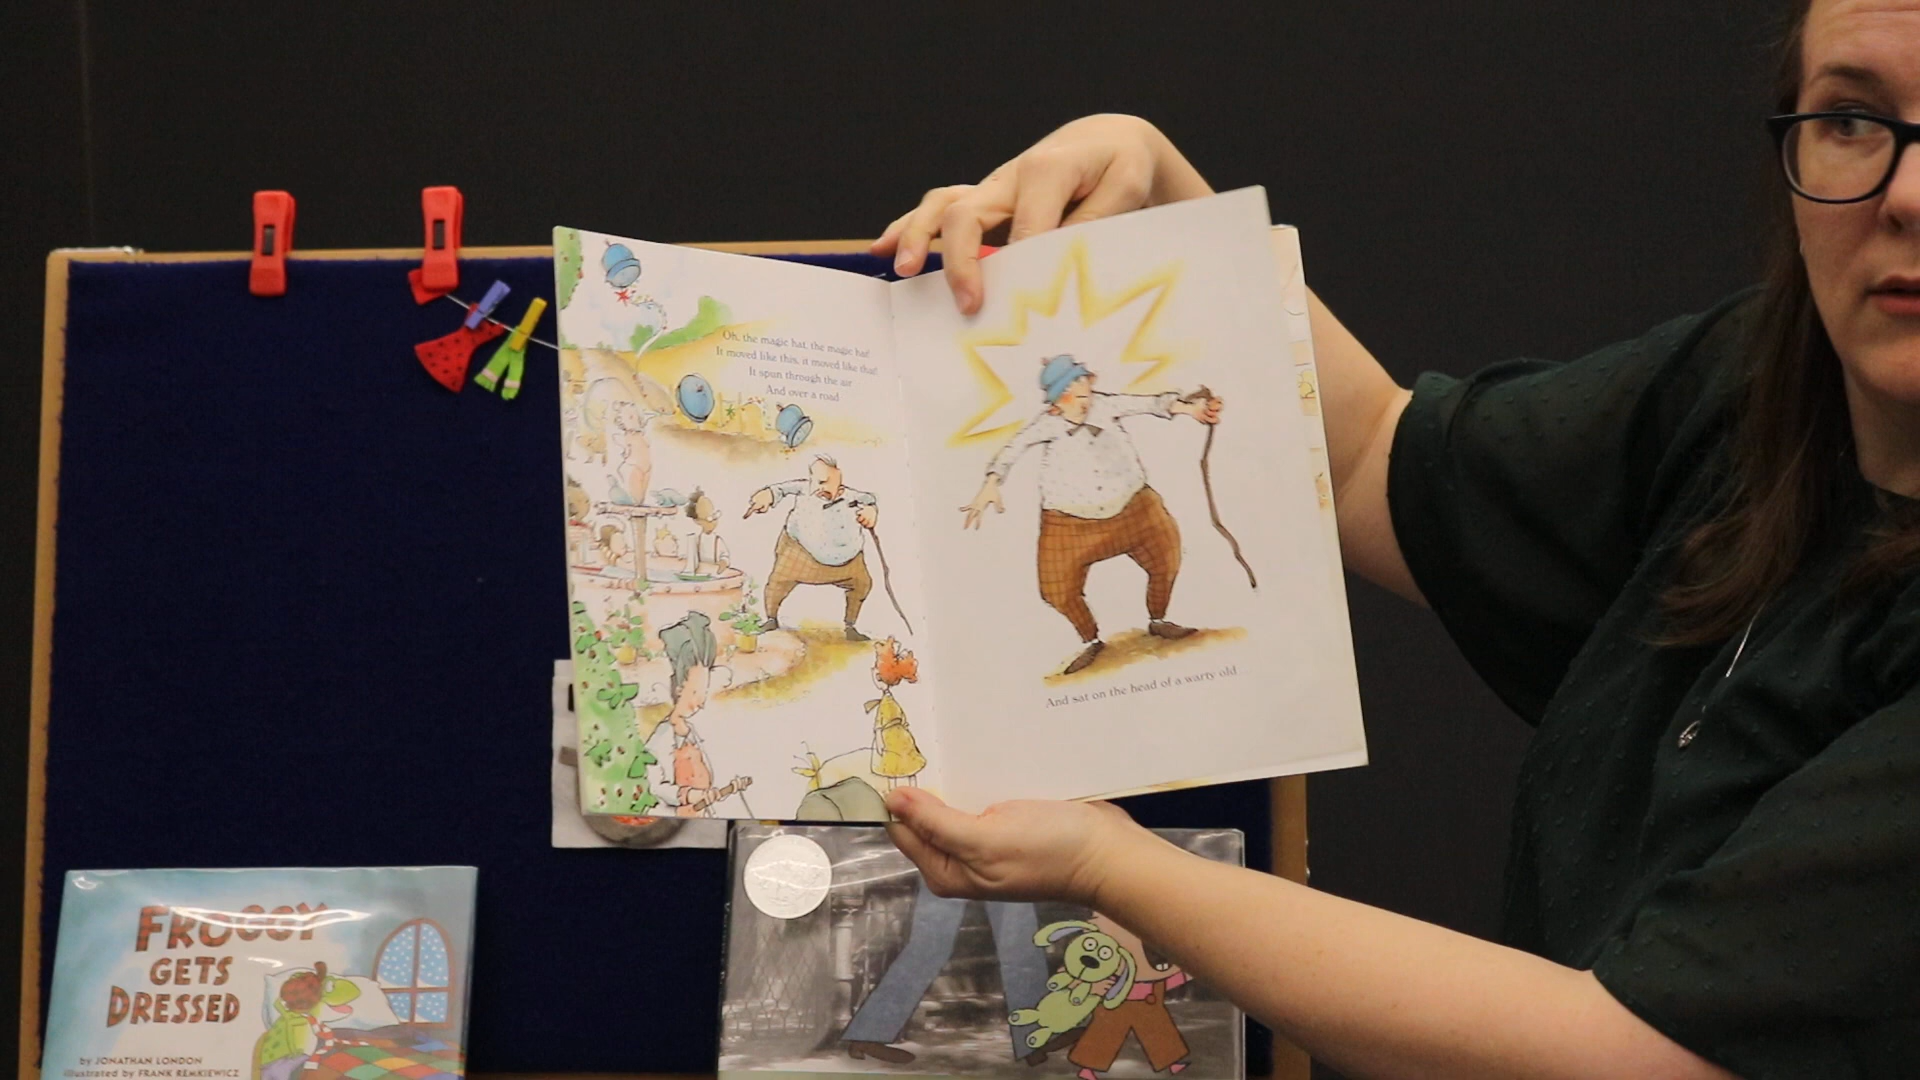 Oh, the magic hat, the magic hat!
It moved like this, it moved like that!
It spun through the air
And over a road
And sat on the head of a warty old . . .
FROGGY
GETS
DRESSED
by JONATHAN LONDON
illustrated by FRANK REMKIEWICZ